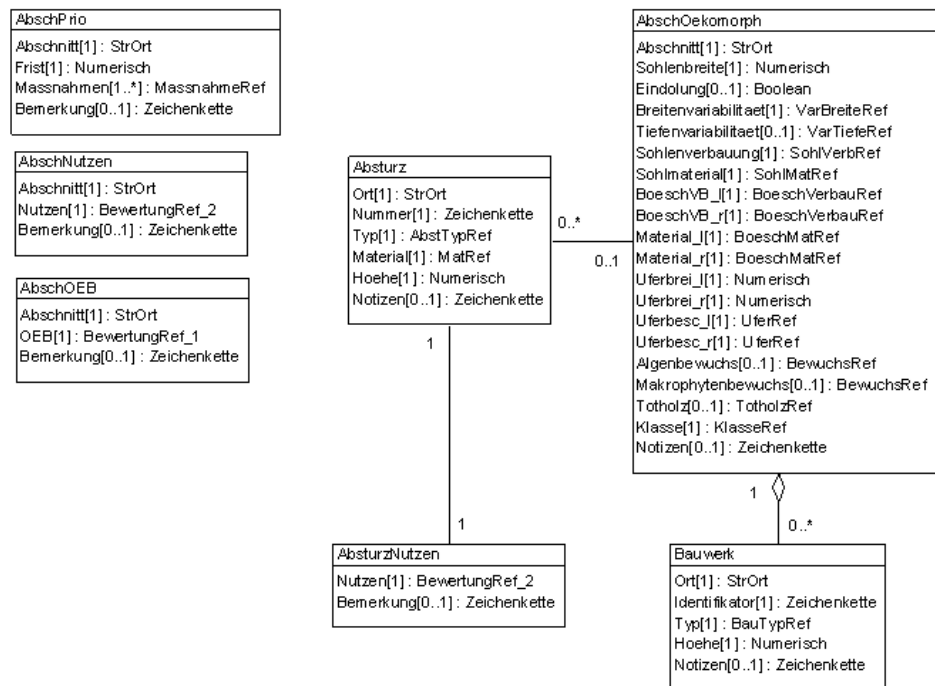 AbschPrio
Abschnitt[1] : StrOrt
Frist[1] : Numerisch
Massnahmen[1..*] : MassnahmeRef
Bemerkung[0..1] : Zeichenkette
AbschNutzen
Abschnitt[1] : StrOrt
Nutzen[1] : BewertungRef_2
Bemerkung[0..1] : Zeichenkette
AbschOEB
Abschnitt[1] : StrOrt
OEB[1] : BewertungRef_1
Bemerkung[0..1] : Zeichenkette
Absturz
Ort[1] : StrOrt
Nummer[1] : Zeichenkette
Typ[1] : AbstTypRef
Material[1] : MatRef
Hoehe[1] : Numerisch
Notizen[0..1] : Zeichenkette
0..*
0..1
1
1
AbsturzNutzen
Nutzen[1] : BewertungRef_2
Bemerkung[0..1] : Zeichenkette
AbschOekomorph
Abschnitt[1] : StrOrt
Sohlenbreite[1] : Numerisch
Eindolung[0..1] : Boolean
Breitenvariabilitaet[1] : VarBreiteRef
Tiefenvariabilitaet[0..1] : VarTiefeRef
Sohlenverbauung[1] : SohlVerbRef
Sohlmaterial[1] : SohlMatRef
BoeschVB_l[1] : BoeschVerbauRef
BoeschVB_r[1] : BoeschVerbauRef
Material_l[1] : BoeschMatRef
Material_r[1] : BoeschMatRef
Uferbrei_l[1] : Numerisch
Uferbrei_r[1] : Numerisch
Uferbesc_l[1] : UferRef
Uferbesc_r[1] : UferRef
Algenbewuchs[0..1] : BewuchsRef
Makrophytenbewuchs[0..1] : BewuchsRef
Totholz[0..1] : TotholzRef
Klasse[1] : KlasseRef
Notizen[0..1] : Zeichenkette
1
0..*
Bauwerk
Ort[1] : StrOrt
Identifikator[1] : Zeichenkette
Typ[1] : BauTypRef
Hoehe[1] : Numerisch
Notizen[0..1] : Zeichenkette